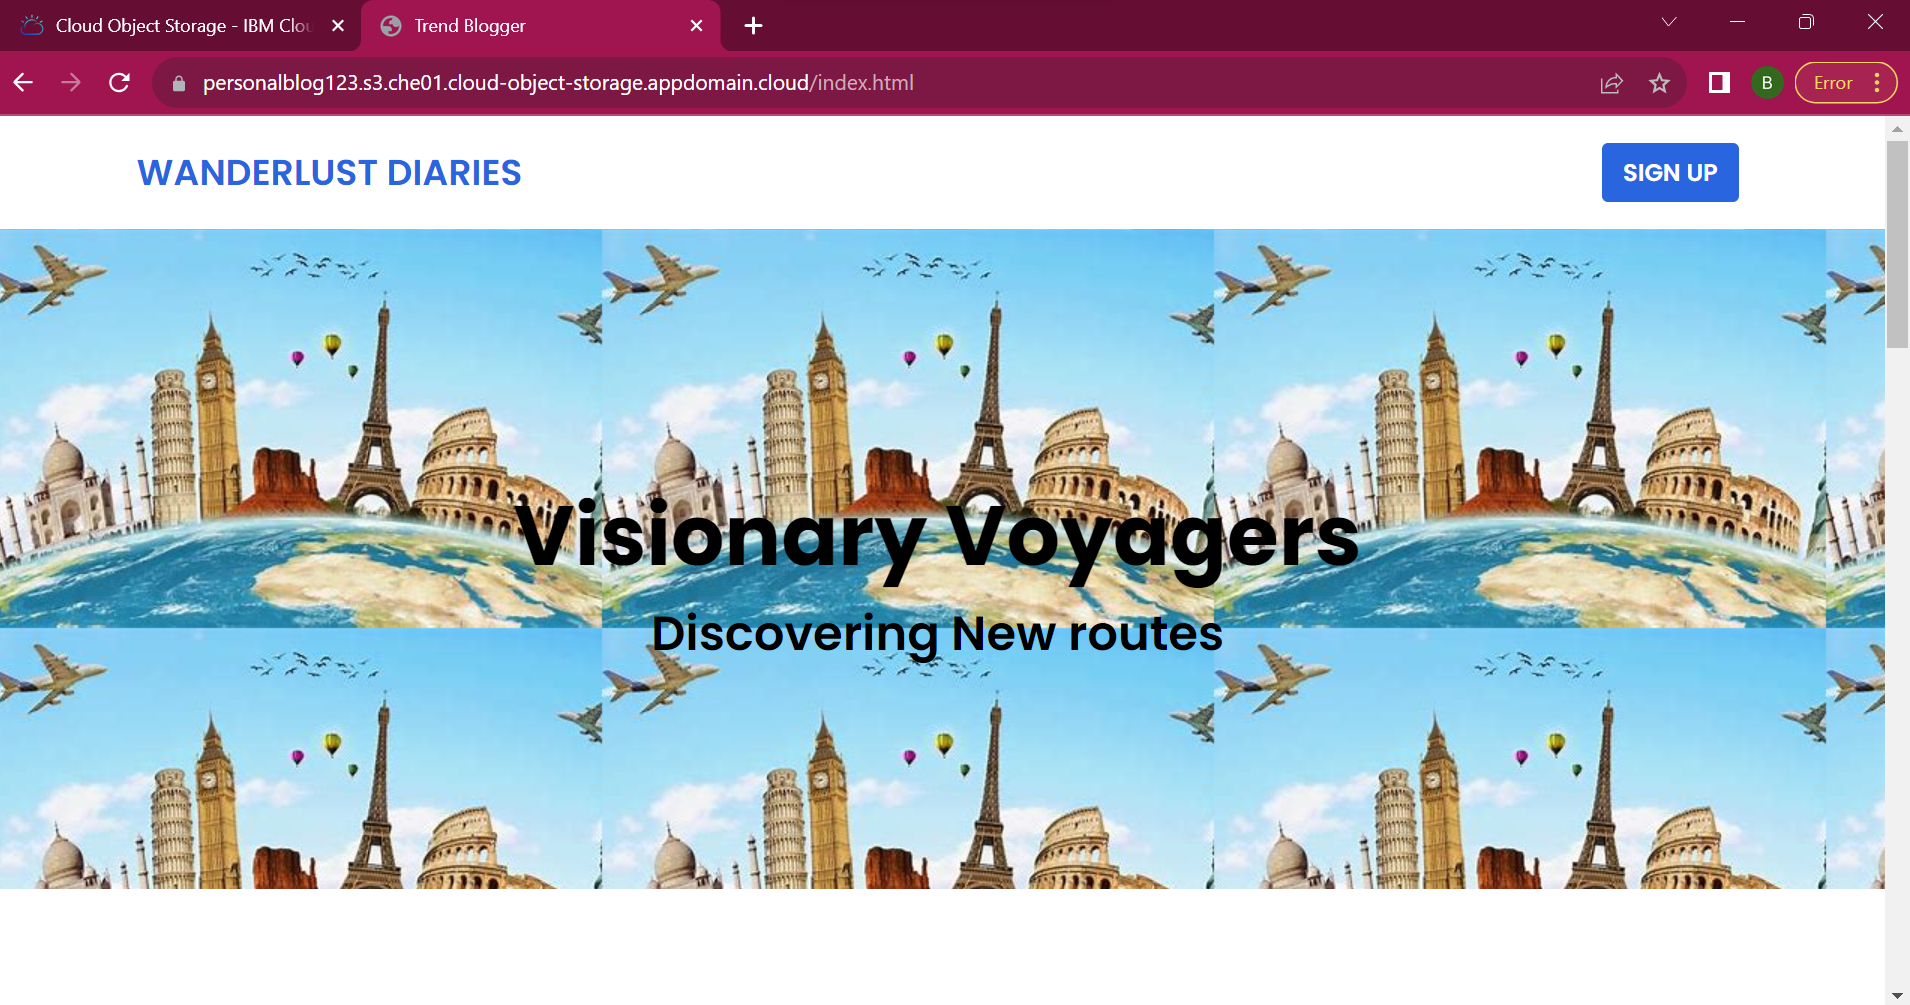 Cloud Object Storage - IBM Clou
Trend Blogger
personalblog123.s3.che01.cloud-object-storage.appdomain.cloud/index.html
B
Error
WANDERLUST DIARIES
SIGN UP
Visionary Voyagers
Discovering New routes